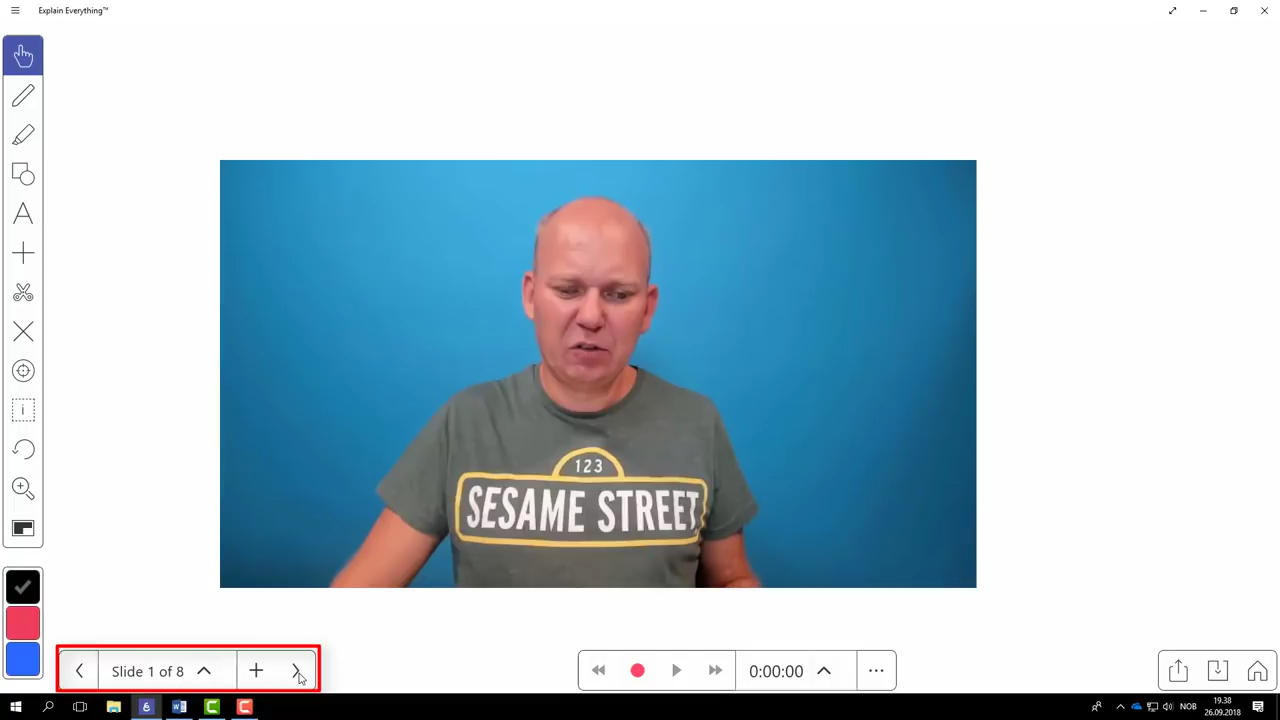 Explain Everything™
123
SESAME STREET
Slide 1 of 8
0:00:00
NOB
19.38
26.09.2018